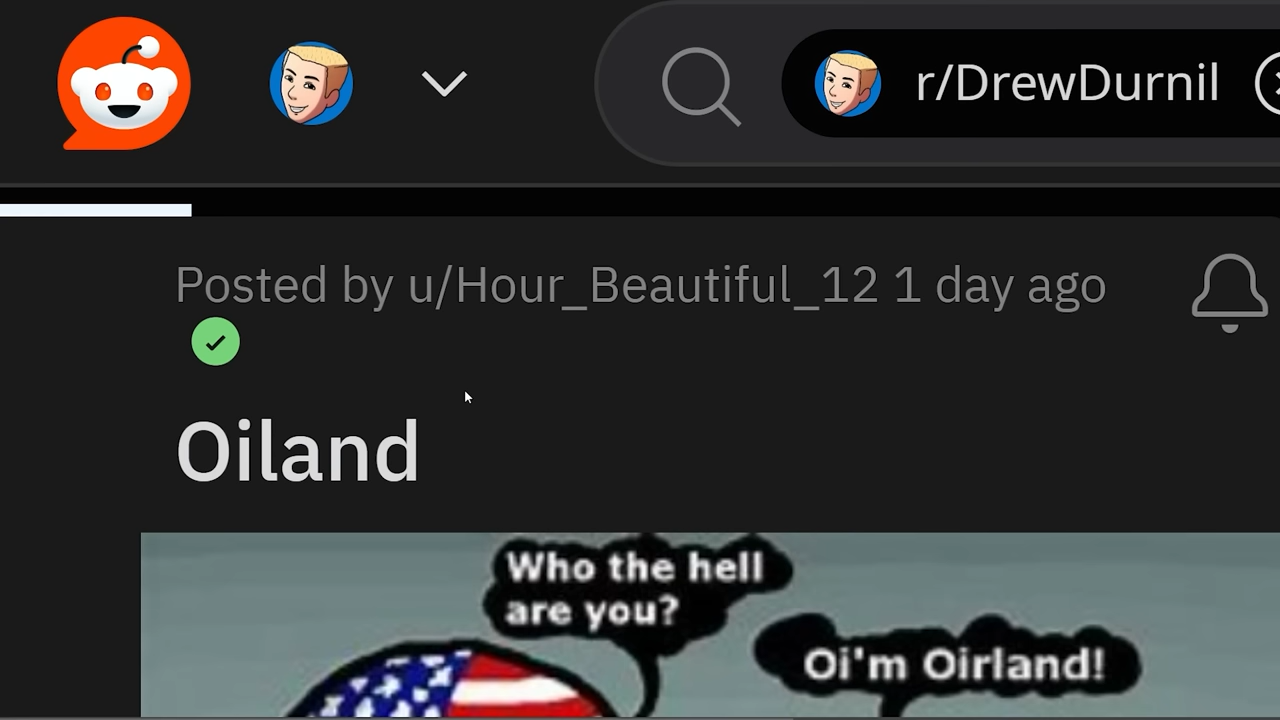 r/DrewDurnil
Posted by u/Hour_Beautiful_12 1 day ago
Oiland
Who the hell
are you?
Oi'm Oirland!